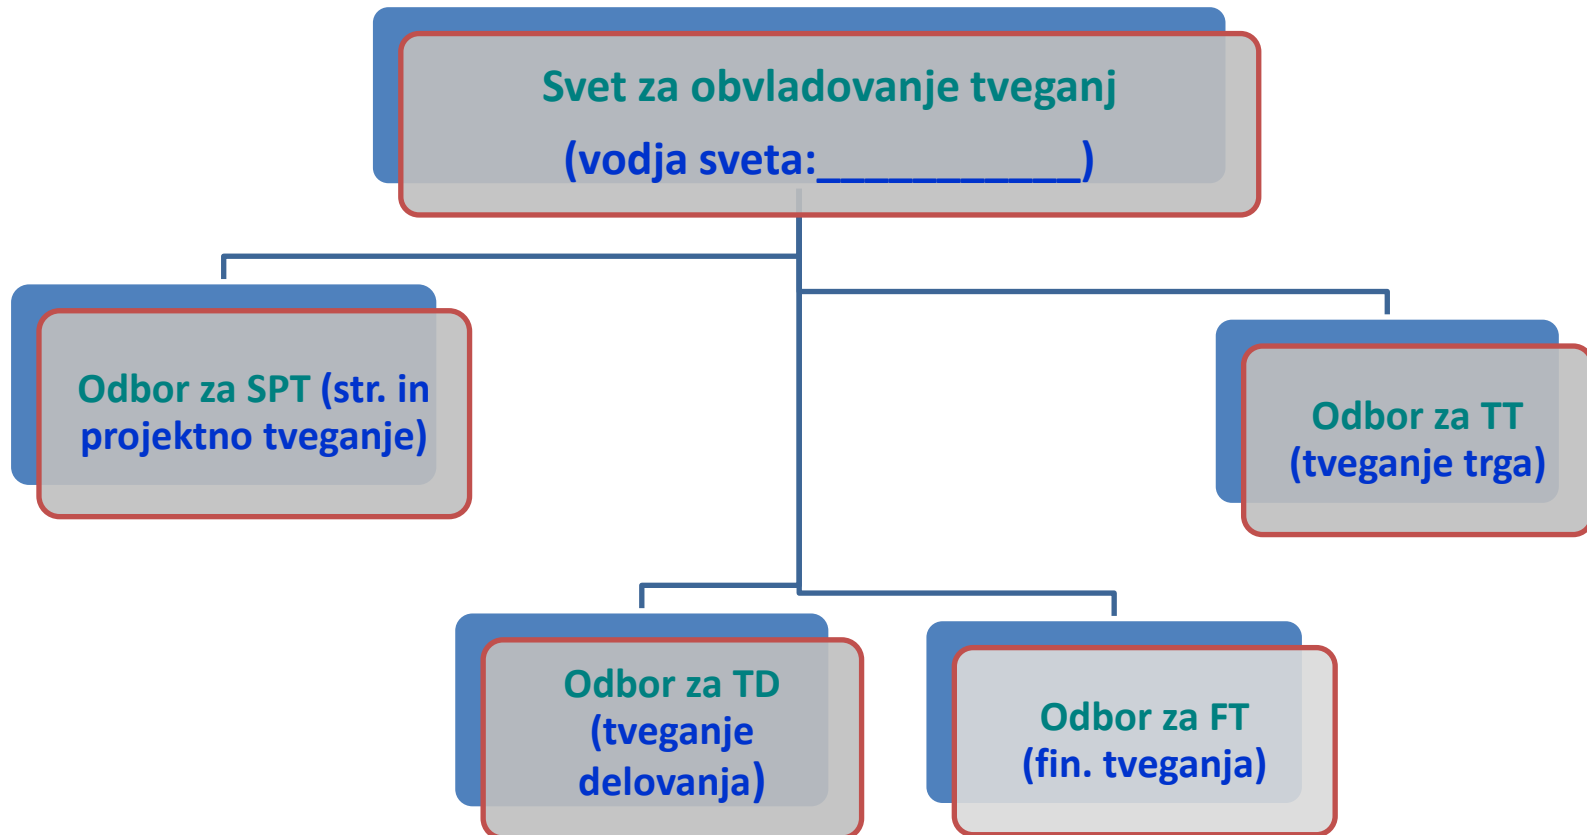 Svet za obvladovanje tveganj
(vodja sveta:___________)
Odbor za SPT (str. in
projektno tveganje)
Odbor za TT
(tveganje trga)
Odbor za TD
(tveganje
delovanja)
Odbor za FT
(fin. tveganja)